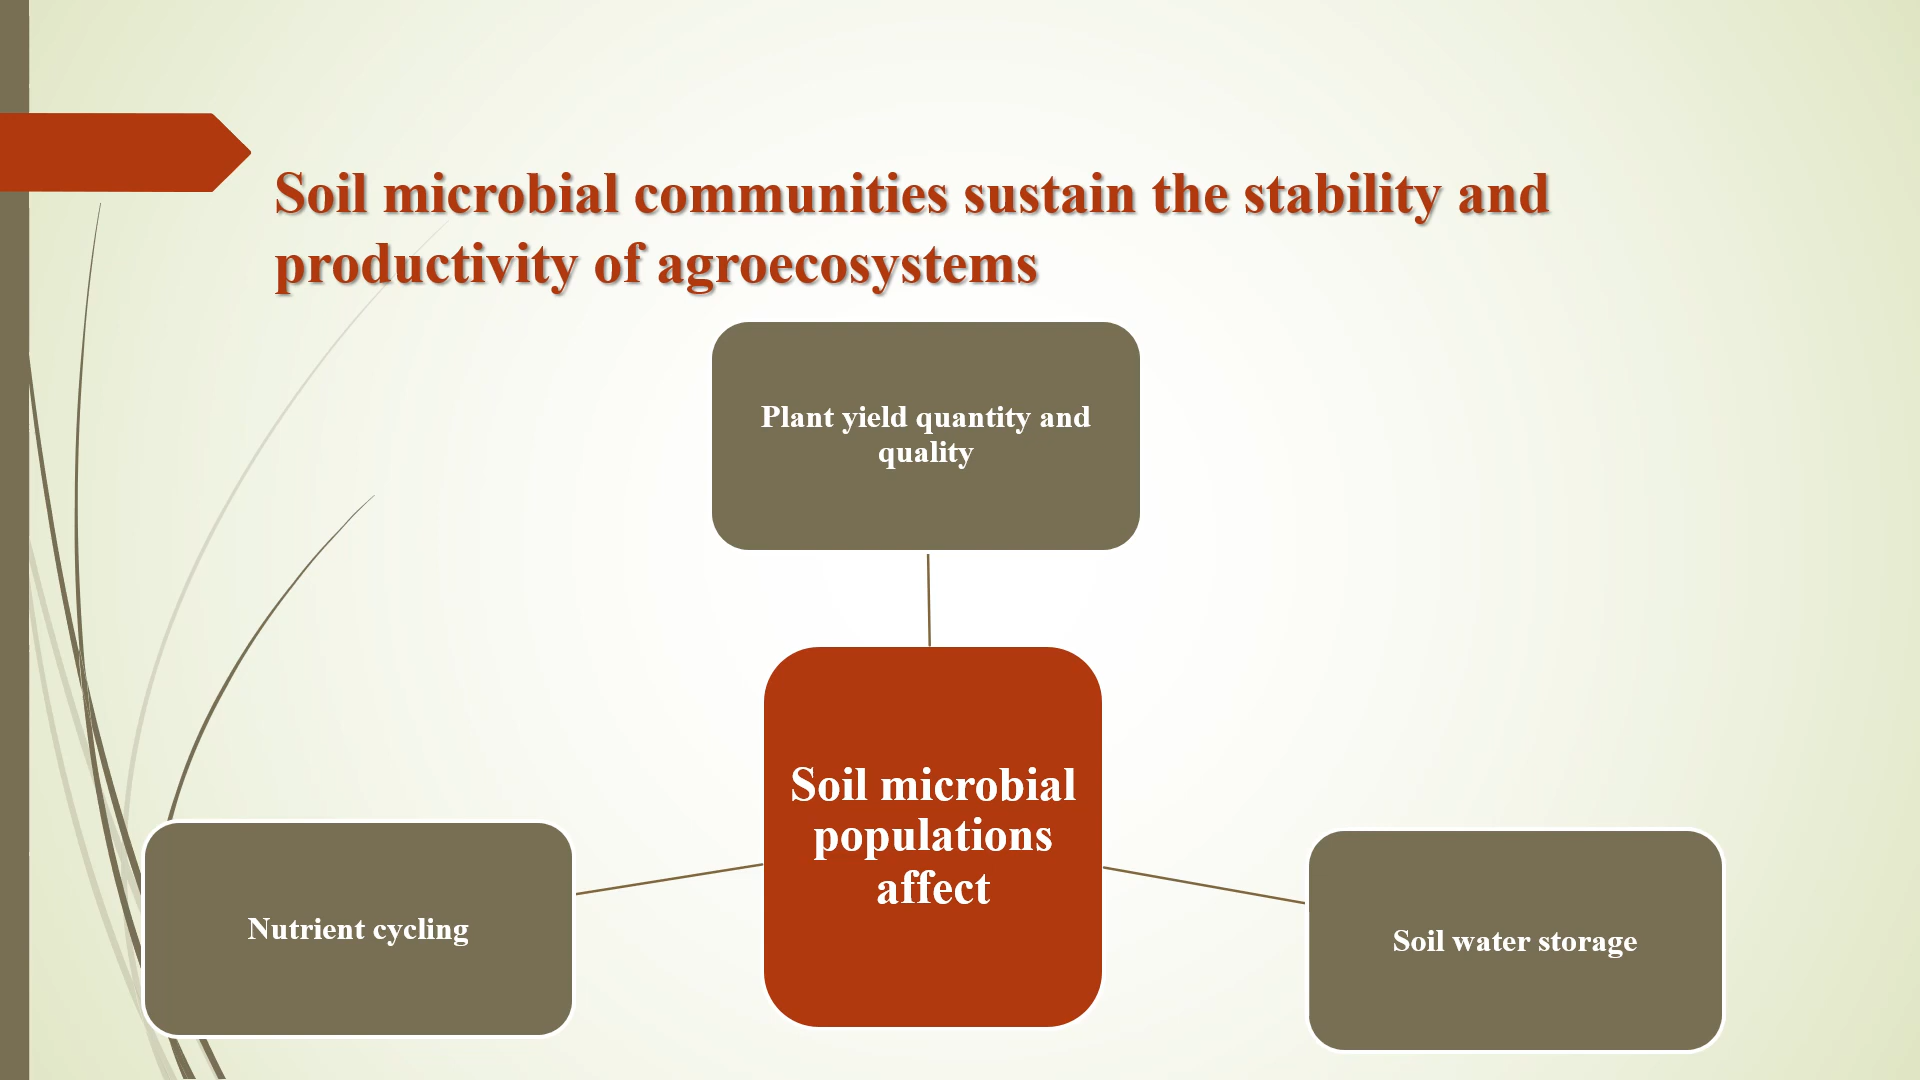 Soil microbial communities sustain the stability and
productivity of agroecosystems
Plant yield quantity and
quality
Soil microbial
populations
affect
Nutrient cycling
Soil water storage